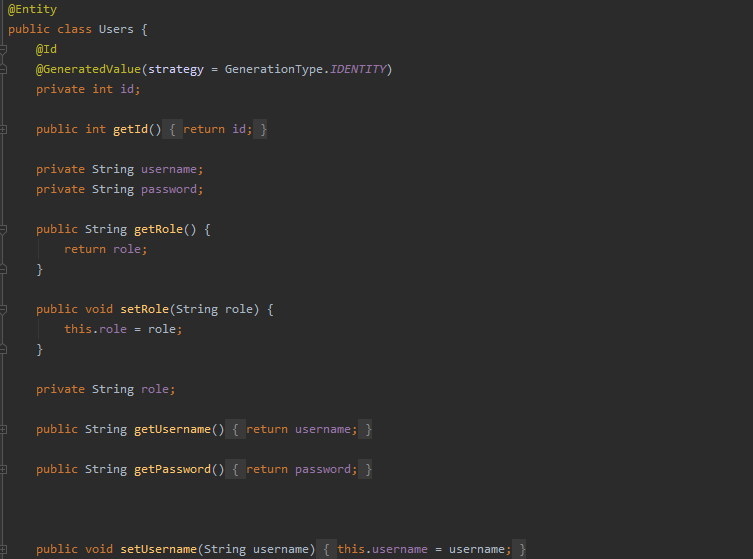 @Entity
public class Users {
@Id
@GeneratedValue(strategy = GenerationType.IDENTITY)
private int id;
public int getId() { return id; }
private String username;
private String password;
public String getRole() {
return role;
}
public void setRole(String role) {
this.role = role;
}
private String role;
public String getUsername() { return username; }
public String getPassword() { return password; }
public void setUsername(String username) { this.username = username; }